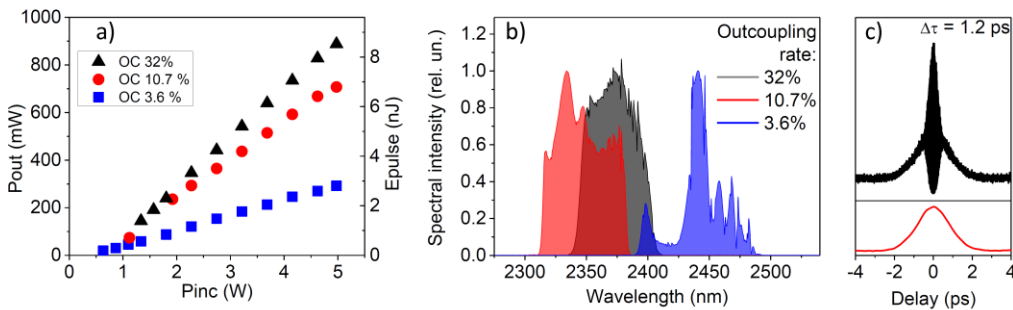 a)
1000
800
600
400
200
0
Pout (mW)
OC 32%
OC 10.7 %
OC 3.6 %
8
6
4
2
0
Epulse (nJ)
0 1 2 3 4 5
Pinc (W)
b)
Outcoupling
rate:
32%
10.7%
3.6%
1.0
0.8
0.6
0.4
0.2
0.0
Spectral intensity (rel. un.)
2300 2350 2400 2450 2500
Wavelength (nm)
c)
Δτ = 1.2 ps
-4 -2 0 2 4
Delay (ps)